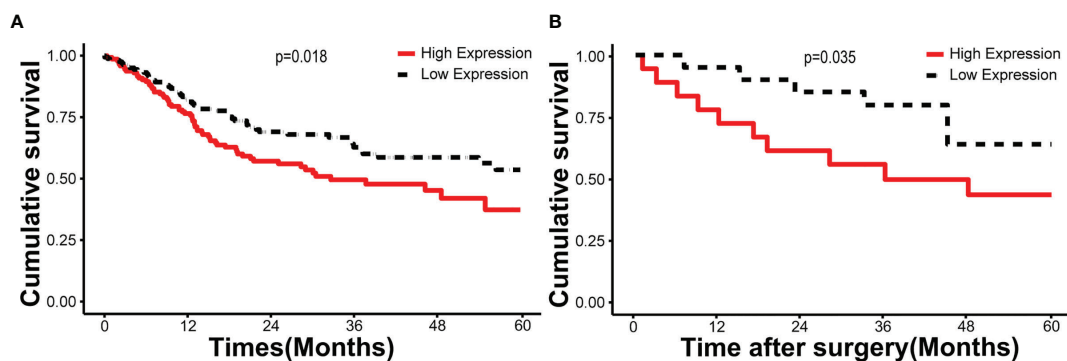 A
Cumulative survival
1.00
0.75
0.50
0.25
0.00
p=0.018
High Expression
Low Expression
0 12 24 36 48 60
Times(Months)
B
Cumulative survival
1.00
0.75
0.50
0.25
0.00
p=0.035
High Expression
Low Expression
0 12 24 36 48 60
Time after surgery(Months)